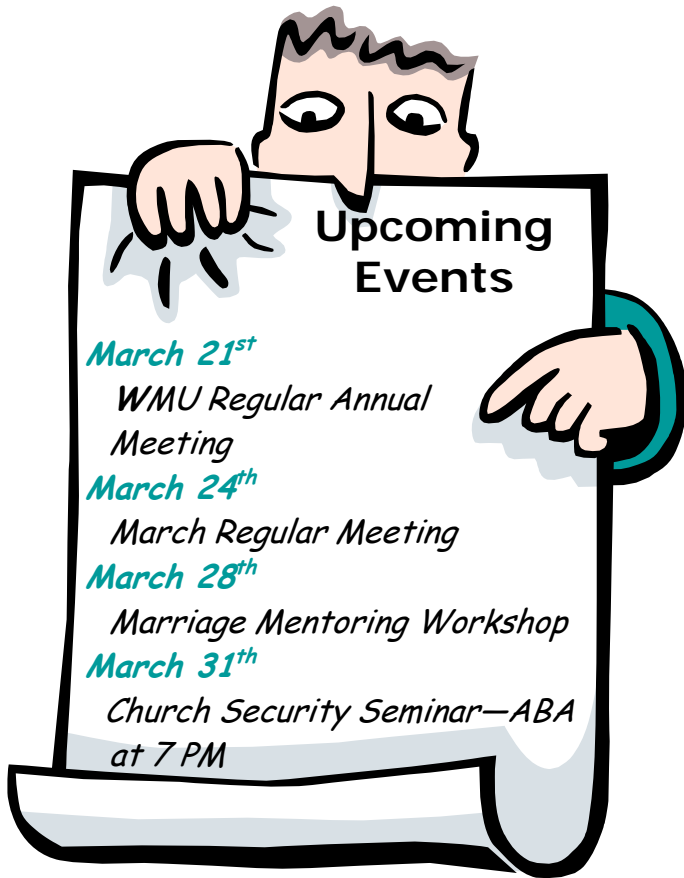 Upcoming
Events
March 21st
WMU Regular Annual
Meeting
March 24th
March Regular Meeting
March 28th
Marriage Mentoring Workshop
March 31th
Church Security Seminar—ABA
at 7 PM